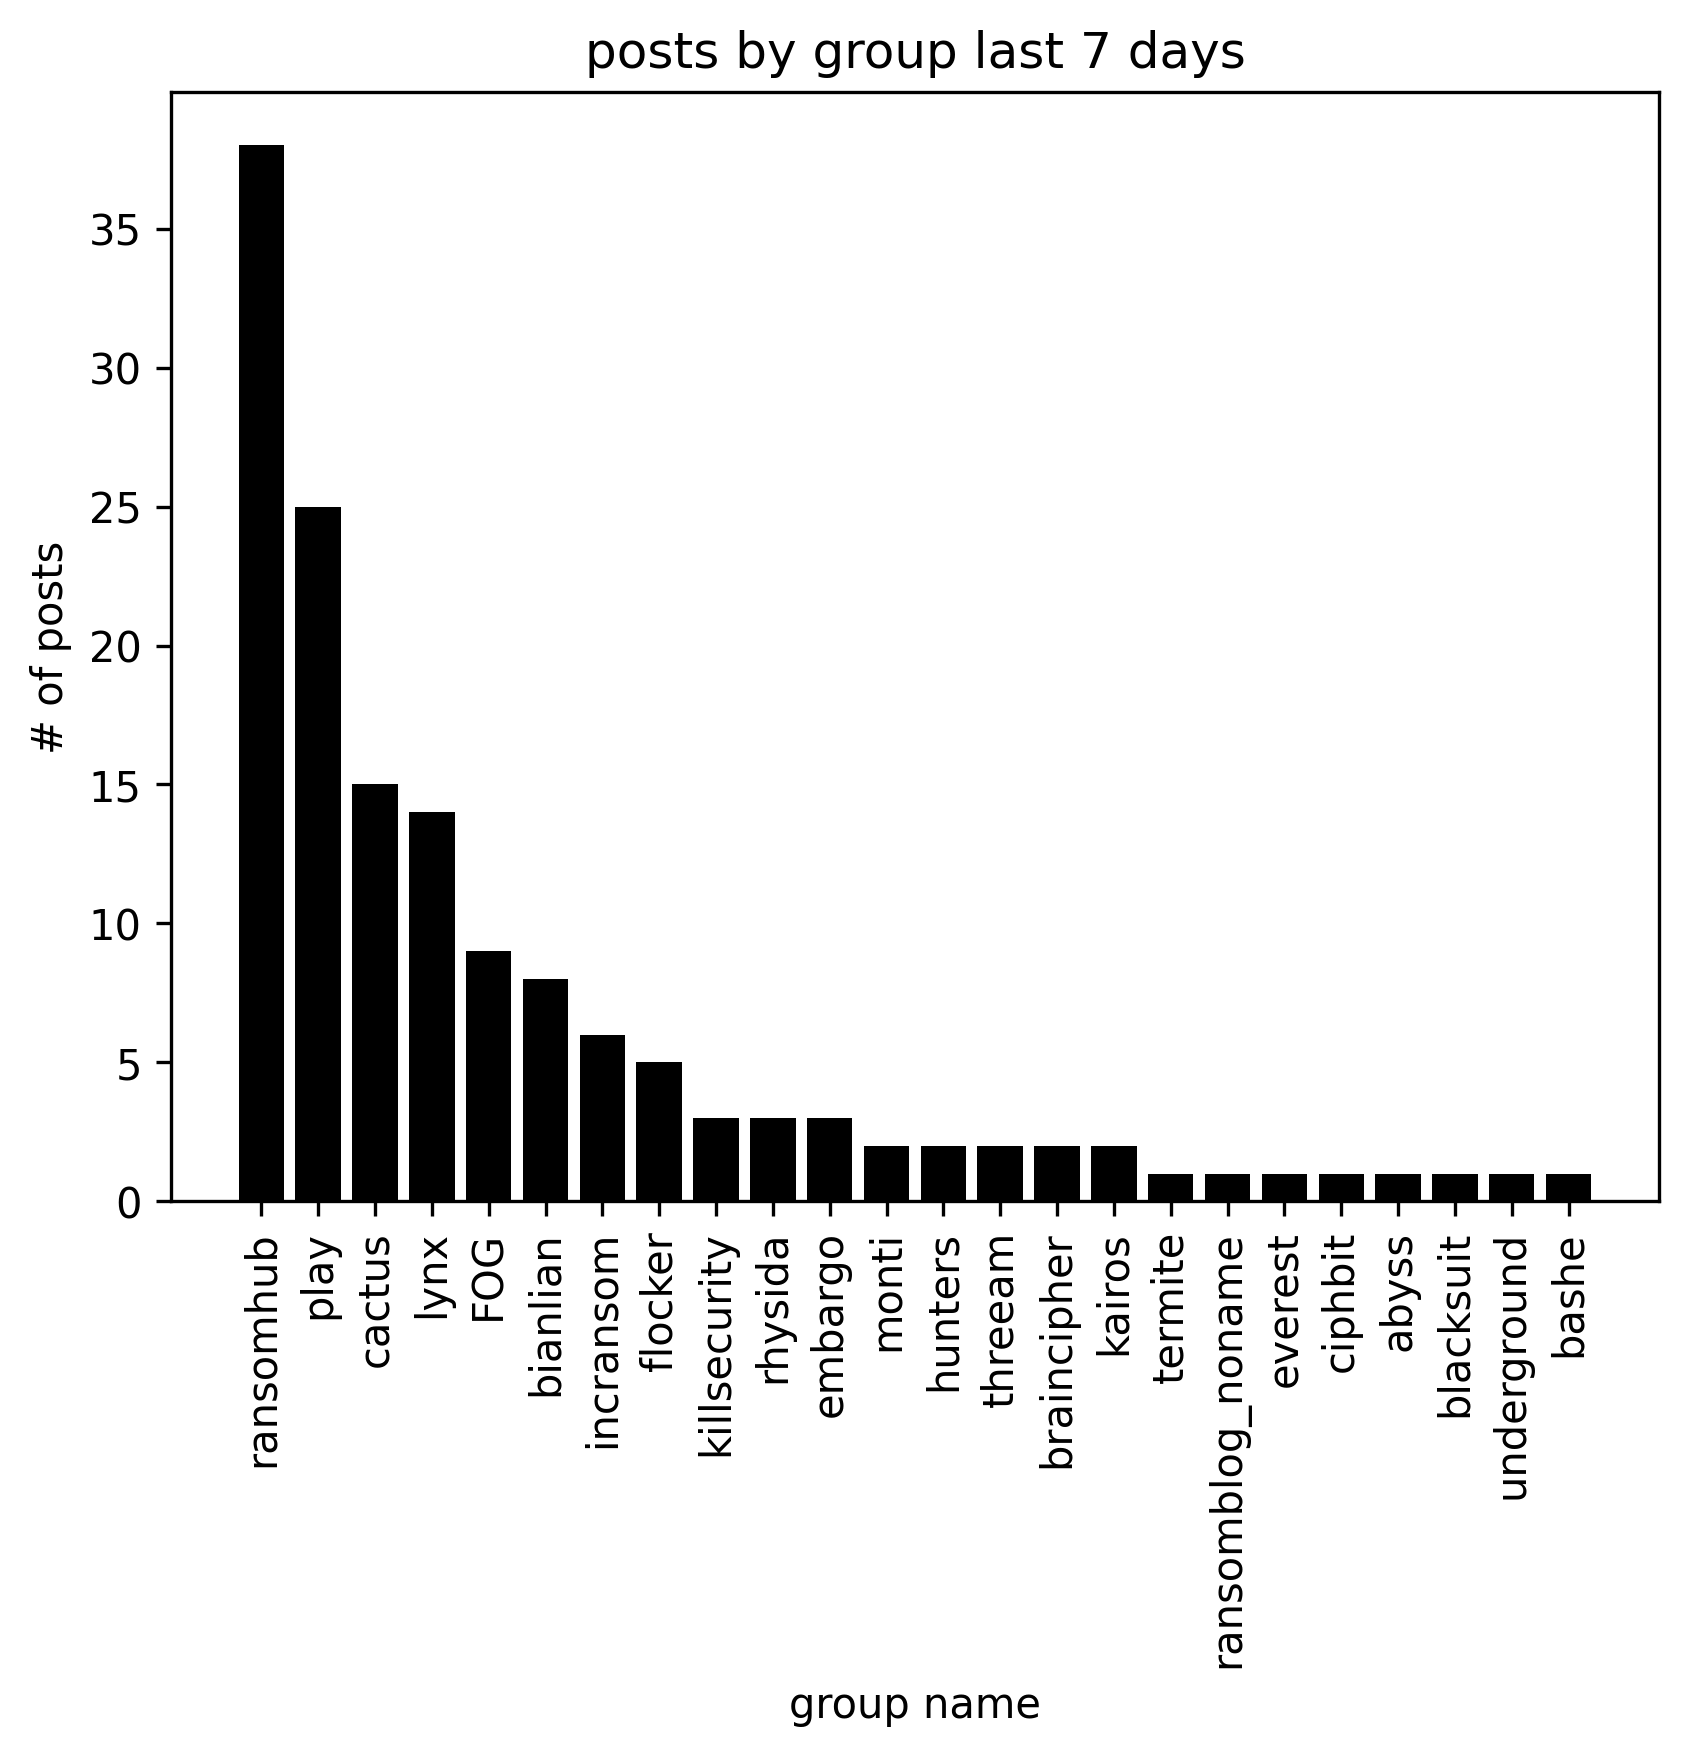 posts by group last 7 days
# of posts
35
30
25
20
15
10
5
0
ransomhub
play
cactus
lynx
FOG
bianlian
incransom
flocker
killsecurity
rhysida
embargo
monti
hunters
threeam
braincipher
kairos
termite
ransomblog_noname
everest
ciphbit
abyss
blacksuit
underground
bashe
group name